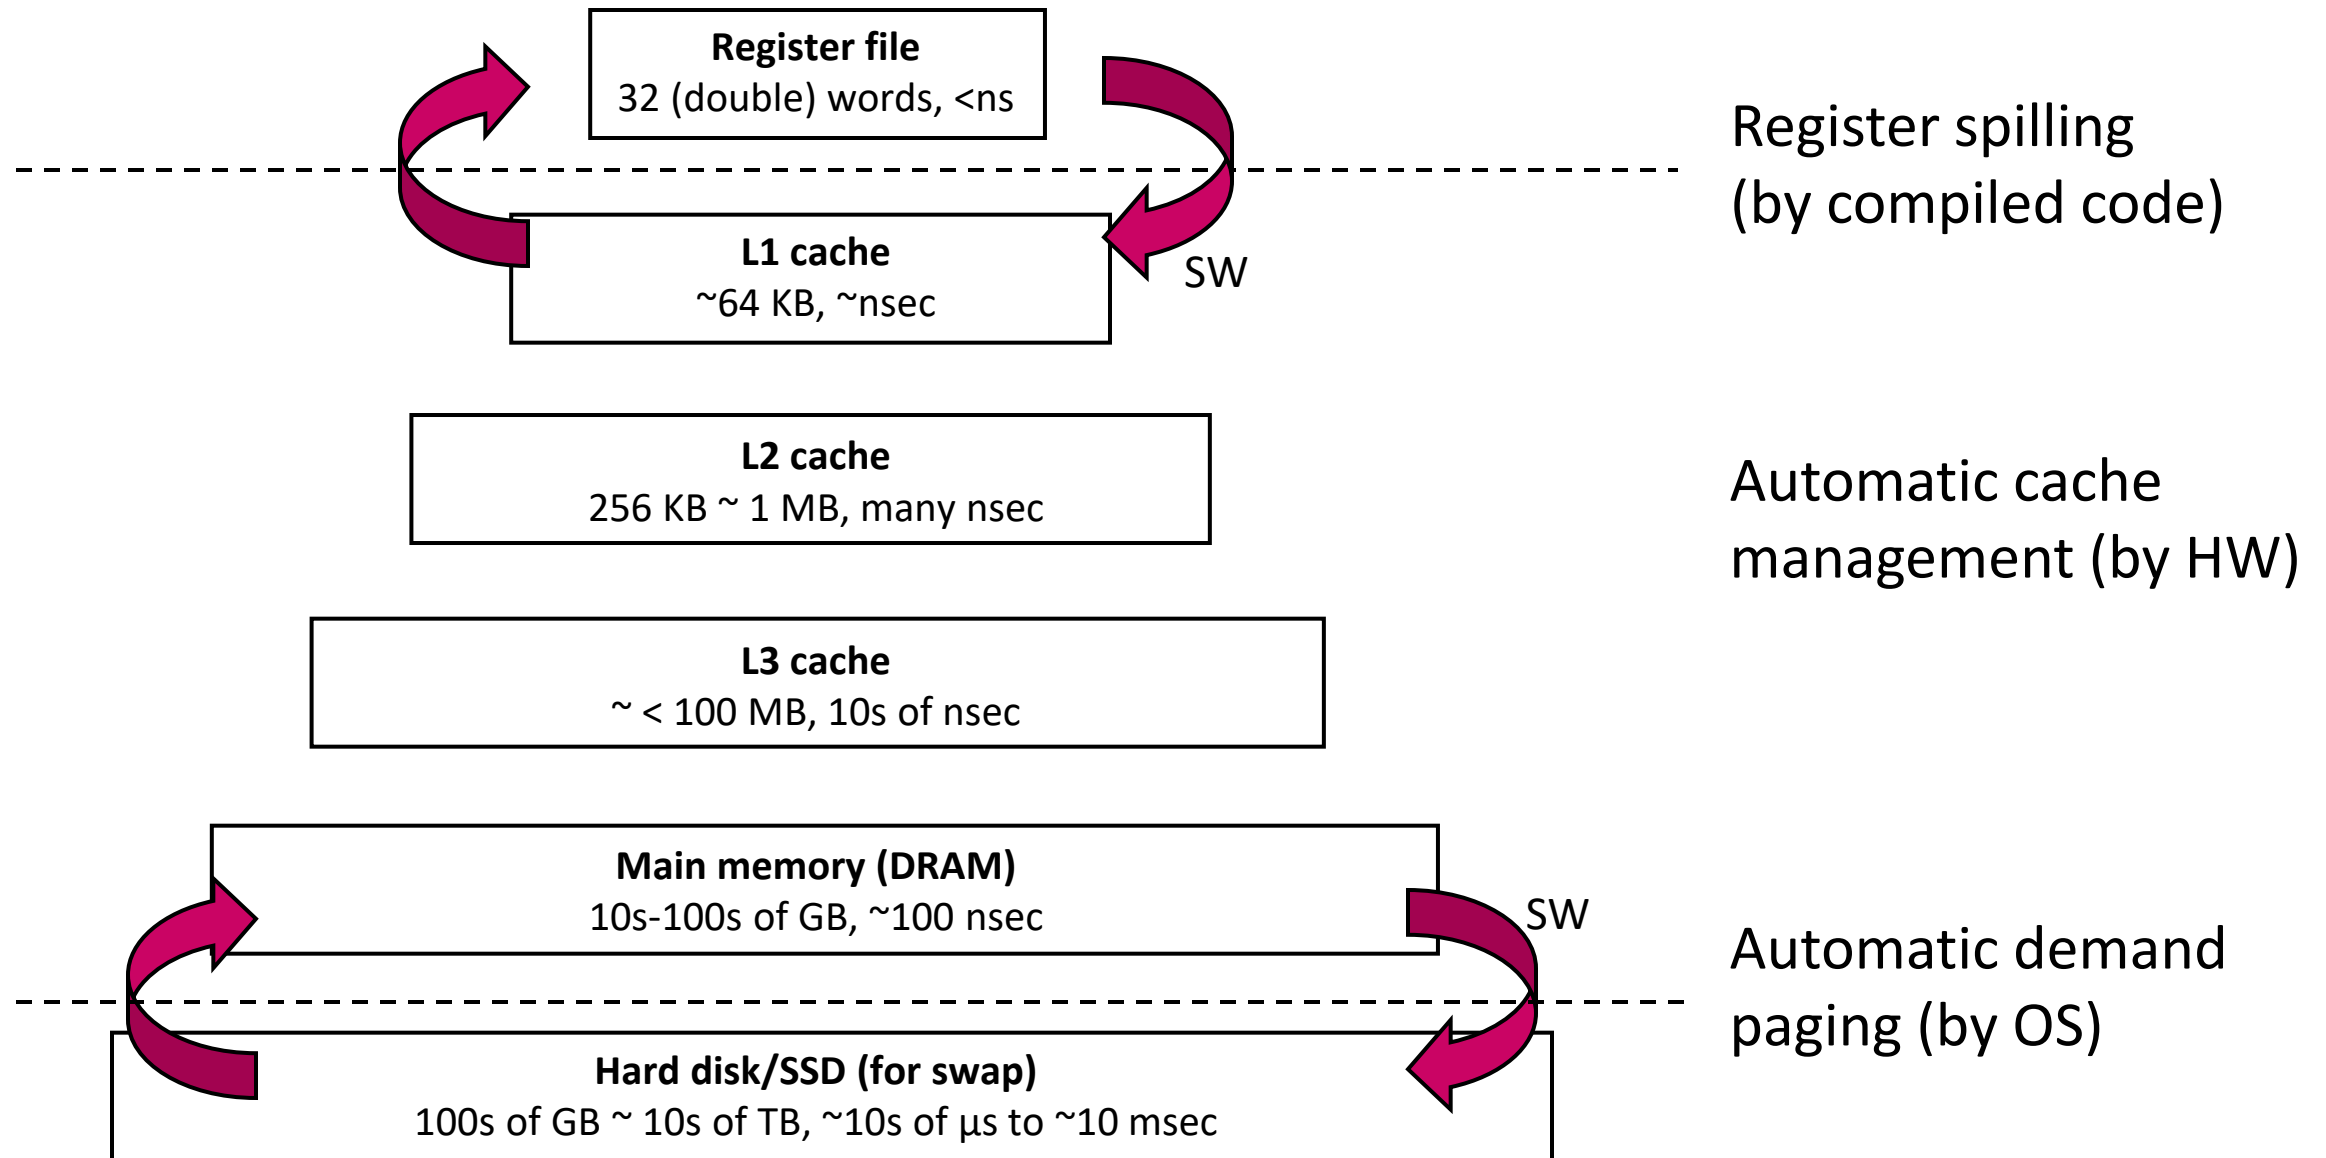 Register file
32 (double) words, <ns
Register spilling
(by compiled code)
L1 cache
~64 KB, ~nsec
SW
L2 cache
256 KB ~ 1 MB, many nsec
Automatic cache
management (by HW)
L3 cache
~ < 100 MB, 10s of nsec
Main memory (DRAM)
10s-100s of GB, ~100 nsec
SW
Automatic demand
paging (by OS)
Hard disk/SSD (for swap)
100s of GB ~ 10s of TB, ~10s of µs to ~10 msec